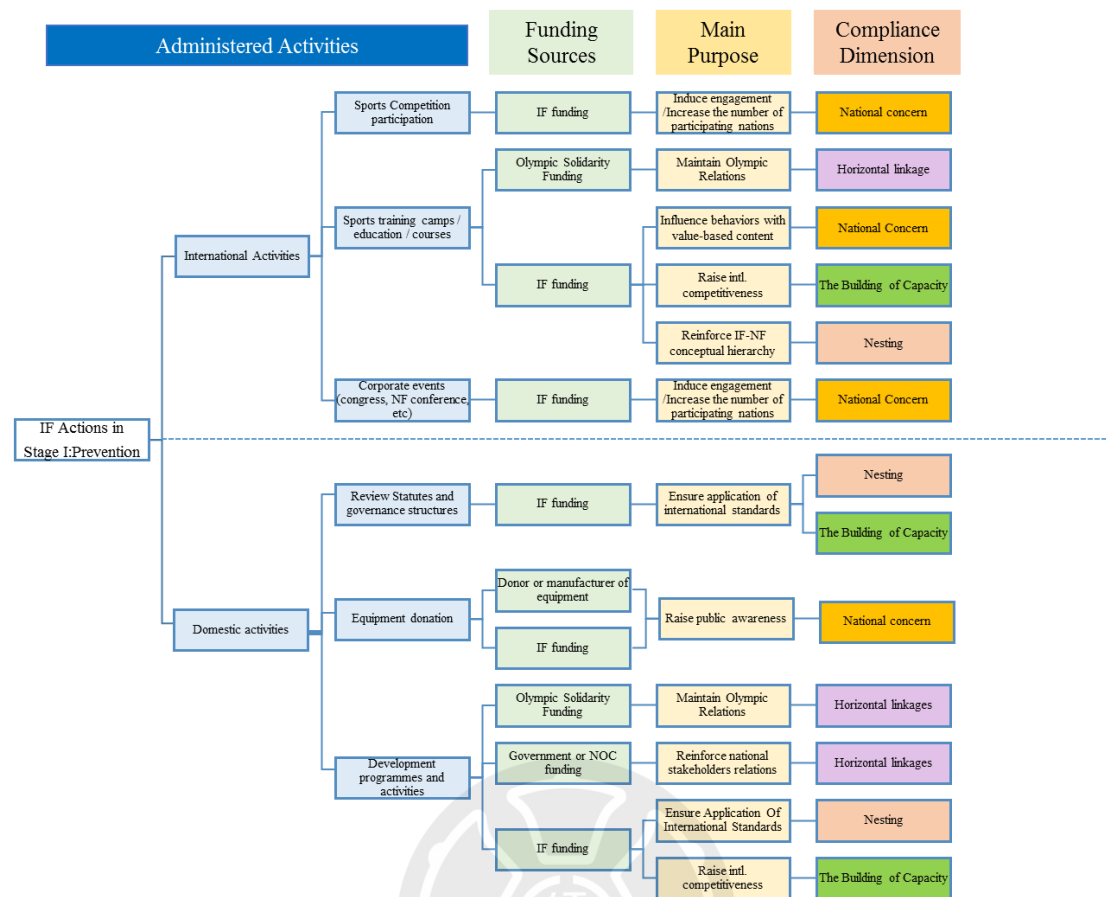 Administered Activities
Funding
Sources
Main
Purpose
Compliance
Dimension
Sports Competition
participation
IF funding
Induce engagement
/Increase the number of
participating nations
National concern
Olympic Solidarity
Funding
Maintain Olympic
Relations
Horizontal linkage
Sports training camps /
education / courses
Influence behaviors with
value-based content
National Concern
International Activities
IF funding
Raise intl.
competitiveness
The Building of Capacity
Reinforce IF-NF
conceptual hierarchy
Nesting
Corporate events
(congress, NF conference,
etc)
IF funding
Induce engagement
/Increase the number of
participating nations
National Concern
IF Actions in
Stage I:Prevention
Review Statutes and
governance structures
IF funding
Ensure application of
international standards
Nesting
The Building of Capacity
Domestic activities
Equipment donation
Donor or manufacturer of
equipment
IF funding
Raise public awareness
National concern
Olympic Solidarity
Funding
Maintain Olympic
Relations
Horizontal linkages
Development
programmes and
activities
Government or NOC
funding
Reinforce national
stakeholders relations
Horizontal linkages
IF funding
Ensure Application Of
International Standards
Nesting
Raise intl.
competitiveness
The Building of Capacity